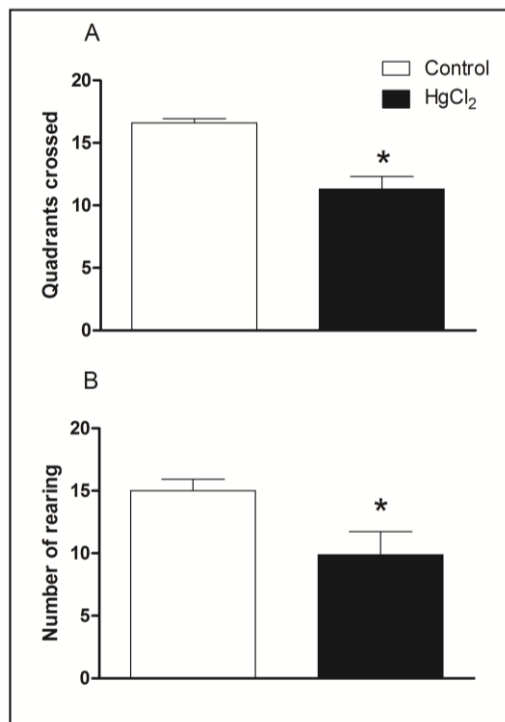 A
Control
HgCl₂
Quadrants crossed
20
15
10
5
0
*
B
Number of rearing
20
15
10
5
0
*